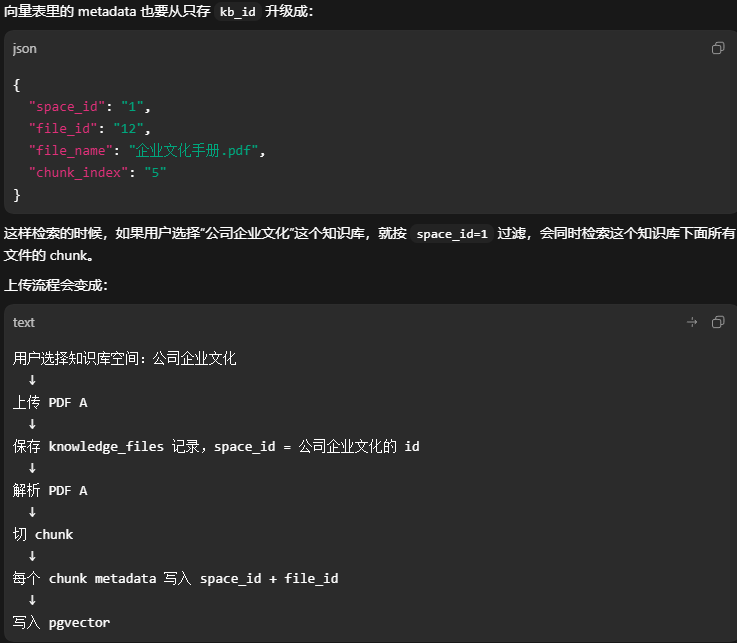 向量表里的 metadata 也要从只存 kb_id 升级成：
json
{
"space_id": "1",
"file_id": "12",
"file_name": "企业文化手册.pdf",
"chunk_index": "5"
}
这样检索的时候，如果用户选择“公司企业文化”这个知识库，就按 space_id=1 过滤，会同时检索这个知识库下面所有
文件的 chunk。
上传流程会变成：
text
用户选择知识库空间：公司企业文化
↓
上传 PDF A
↓
保存 knowledge_files 记录，space_id = 公司企业文化的 id
↓
解析 PDF A
↓
切 chunk
↓
每个 chunk metadata 写入 space_id + file_id
↓
写入 pgvector